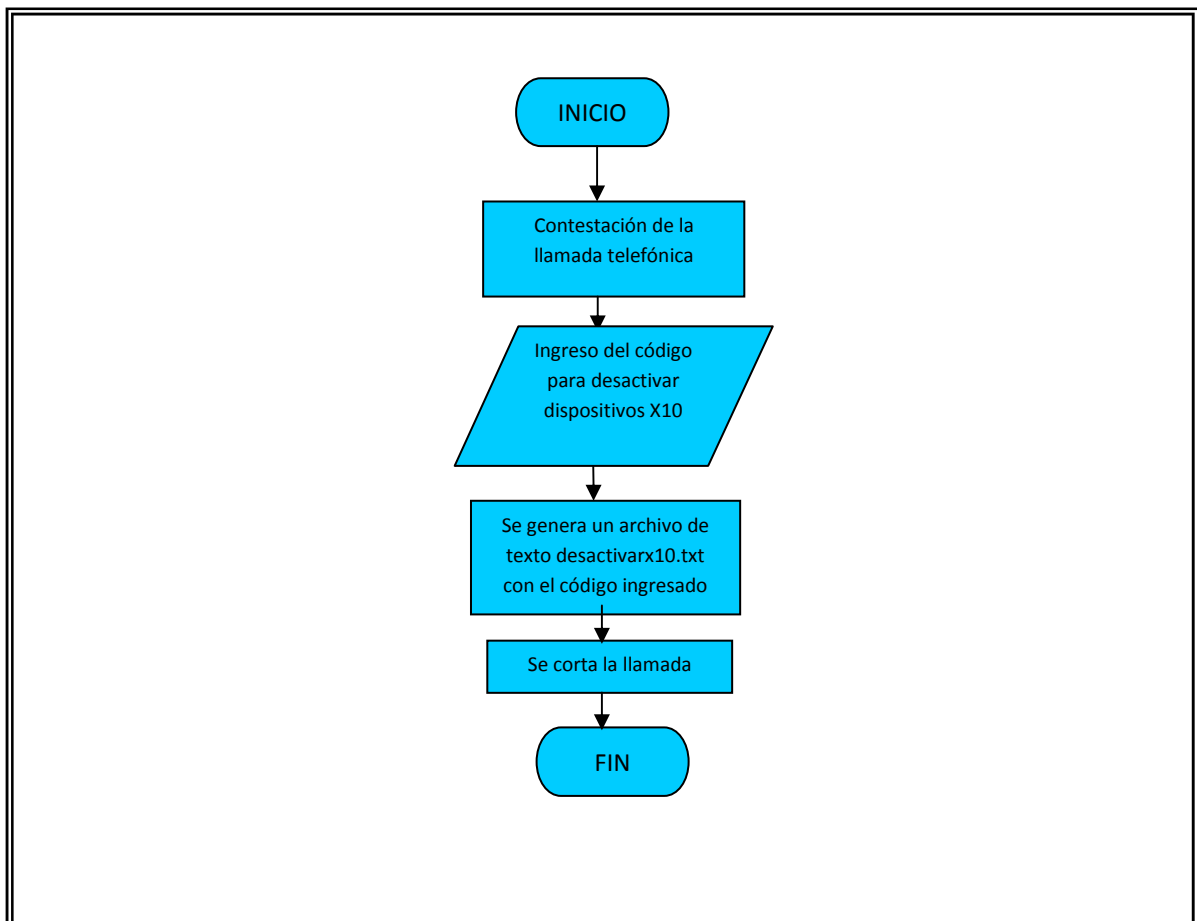 INICIO
Contestación de la
llamada telefónica
Ingreso del código
para desactivar
dispositivos X10
Se genera un archivo de
texto desactivarx10.txt
con el código ingresado
Se corta la llamada
FIN